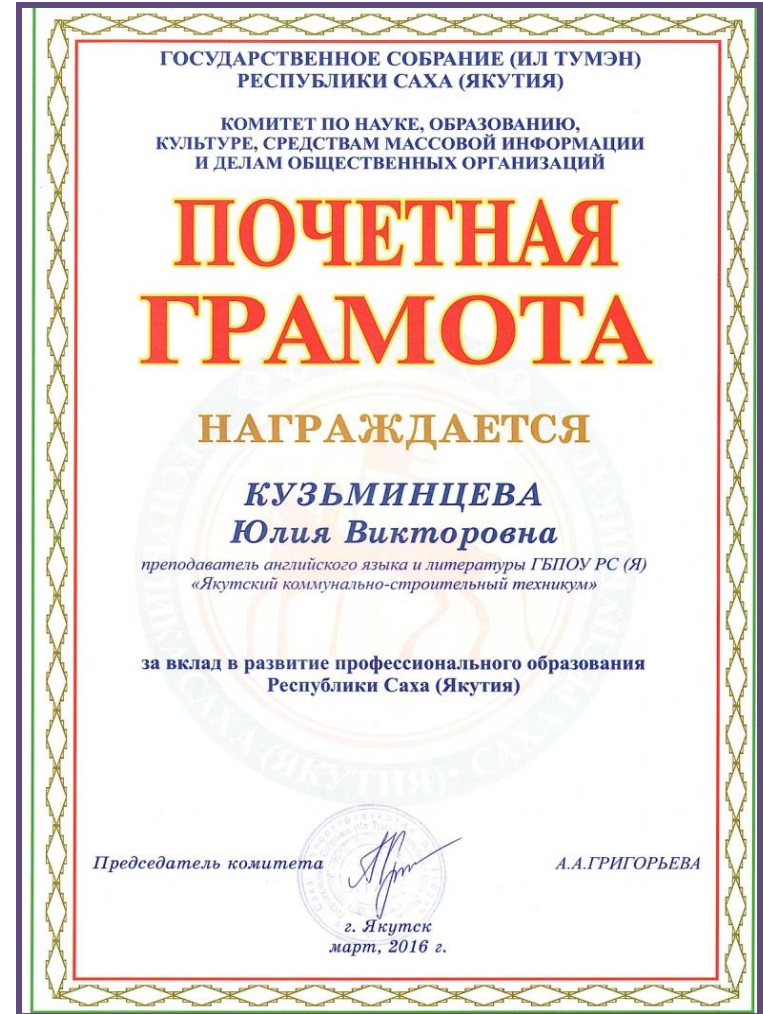 ГОСУДАРСТВЕННОЕ СОБРАНИЕ (ИЛ ТУМЭН)
РЕСПУБЛИКИ САХА (ЯКУТИЯ)
КОМИТЕТ ПО НАУКЕ, ОБРАЗОВАНИЮ,
КУЛЬТУРЕ, СРЕДСТВАМ МАССОВОЙ ИНФОРМАЦИИ
И ДЕЛАМ ОБЩЕСТВЕННЫХ ОРГАНИЗАЦИЙ
ПОЧЕТНАЯ
ГРАМОТА
НАГРАЖДАЕТСЯ
КУЗЬМИНЦЕВА
Юлия Викторовна
преподаватель английского языка и литературы ГБПОУ РС (Я)
«Якутский коммунально-строительный техникум»
за вклад в развитие профессионального образования
Республики Саха (Якутия)
Председатель комитета
А.А.ГРИГОРЬЕВА
г. Якутск
март, 2016 г.